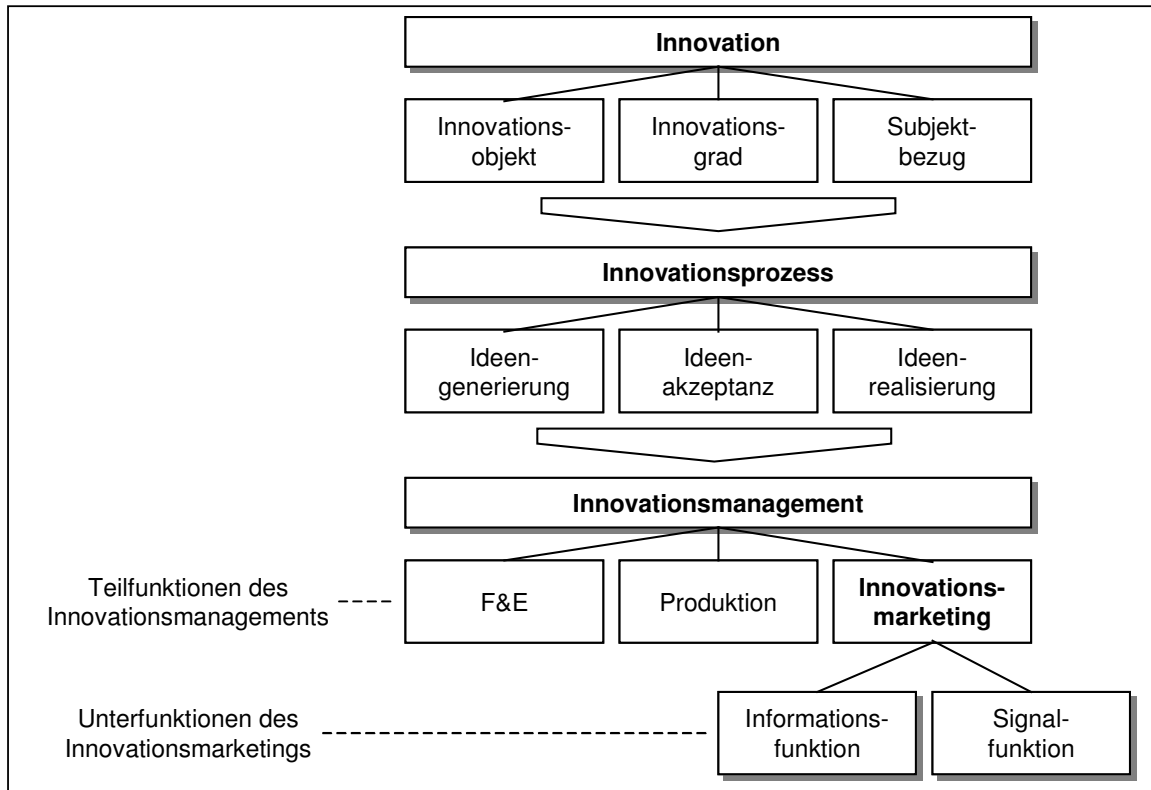 Innovation
Innovations-
objekt
Innovations-
grad
Subjekt-
bezug
Innovationsprozess
Ideen-
generierung
Ideen-
akzeptanz
Ideen-
realisierung
Innovationsmanagement
Teilfunktionen des
Innovationsmanagements
F&E
Produktion
Innovations-
marketing
Unterfunktionen des
Innovationsmarketings
Informations-
funktion
Signal-
funktion